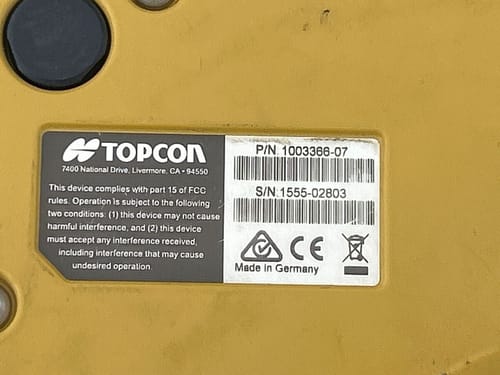 TOPCON
7400 National Drive, Livermore, CA • 94550
This device complies with part 15 of FCC
rules. Operation is subject to the following
two conditions: (1) this device may not cause
harmful interference, and (2) this device
must accept any interference received,
including interference that may cause
undesired operation.
P/N 1003366-07
S/N 1555-02803
CE
Made in Germany